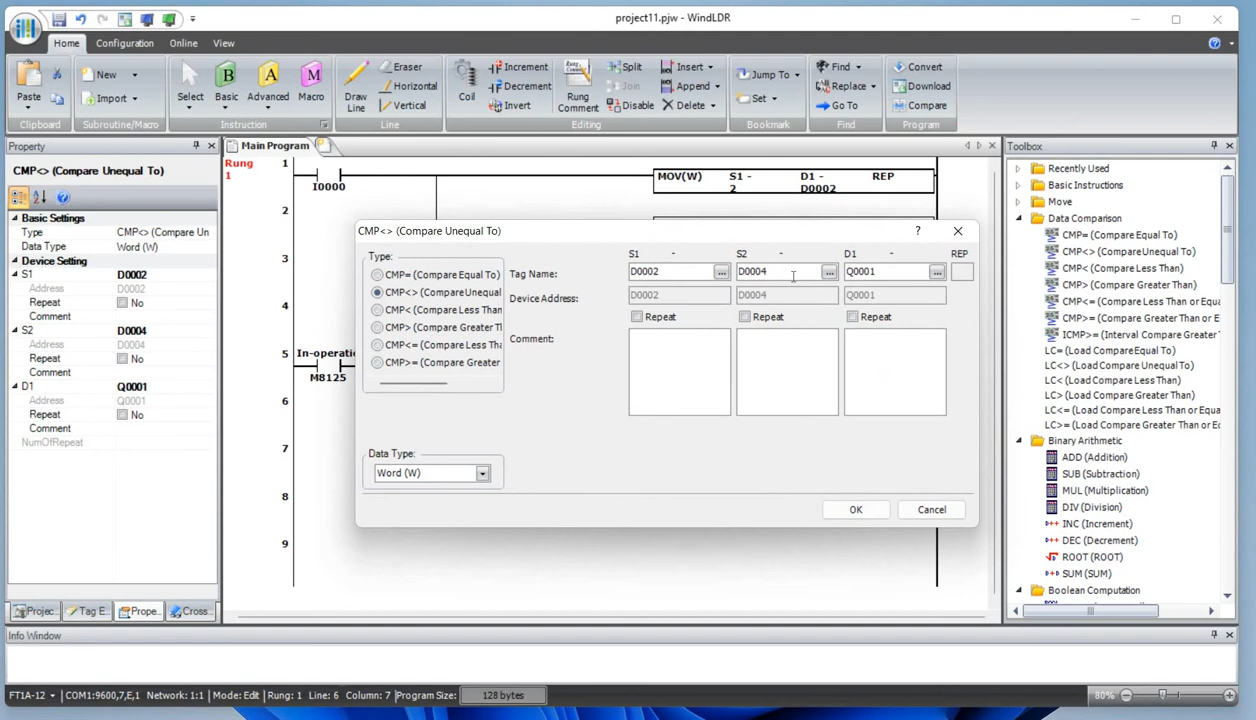 project11.pjw - WindLDR
Home Configuration Online View
Paste
Clipboard
New
Import
Subroutine/Macro
Select
Basic
Advanced
Macro
Instruction
Draw Line
Eraser
Horizontal
Vertical
Line
Coil
Increment
Decrement
Invert
Rung Comment
Split
Join
Disable
Insert
Append
Delete
Editing
Jump To
Set
Bookmark
Find
Replace
Go To
Find
Convert
Download
Compare
Program
Property
CMP<> (Compare Unequal To)
Basic Settings
Type CMP<> (Compare Un
Data Type Word (W)
Device Setting
S1 D0002
Address D0002
Repeat No
Comment
S2 D0004
Address D0004
Repeat No
Comment
D1 Q0001
Address Q0001
Repeat No
Comment
NumOfRepeat
Projec Tag E Prope Cross
Main Program
Rung 1
1
2
3
4
5
6
7
8
9
I0000
MOV(W) S1 - D1 - REP
2 D0002
In-operatio
M8125
CMP<> (Compare Unequal To)
?
Type:
CMP= (Compare Equal To)
CMP<> (Compare Unequal
CMP< (Compare Less Than
CMP> (Compare Greater Th
CMP<= (Compare Less Tha
CMP>= (Compare Greater
Data Type:
Word (W)
S1 - S2 - D1 - REP
Tag Name: D0002 ... D0004 ... Q0001 ...
Device Address: D0002 D0004 Q0001
Repeat Repeat Repeat
Comment:
OK Cancel
Toolbox
Recently Used
Basic Instructions
Move
Data Comparison
CMP= (Compare Equal To)
CMP<> (Compare Unequal To)
CMP< (Compare Less Than)
CMP> (Compare Greater Than)
CMP<= (Compare Less Than or Equal
CMP>= (Compare Greater Than or E
ICMP>= (Interval Compare Greater
LC= (Load Compare Equal To)
LC<> (Load Compare Unequal To)
LC< (Load Compare Less Than)
LC> (Load Compare Greater Than)
LC<= (Load Compare Less Than or Equa
LC>= (Load Compare Greater Than or E
Binary Arithmetic
ADD (Addition)
SUB (Subtraction)
MUL (Multiplication)
DIV (Division)
INC (Increment)
DEC (Decrement)
ROOT (ROOT)
SUM (SUM)
Boolean Computation
Info Window
FT1A-12 COM1:9600,7,E,1 Network: 1:1 Mode: Edit Rung: 1 Line: 6 Column: 7 Program Size: 128 bytes 80%